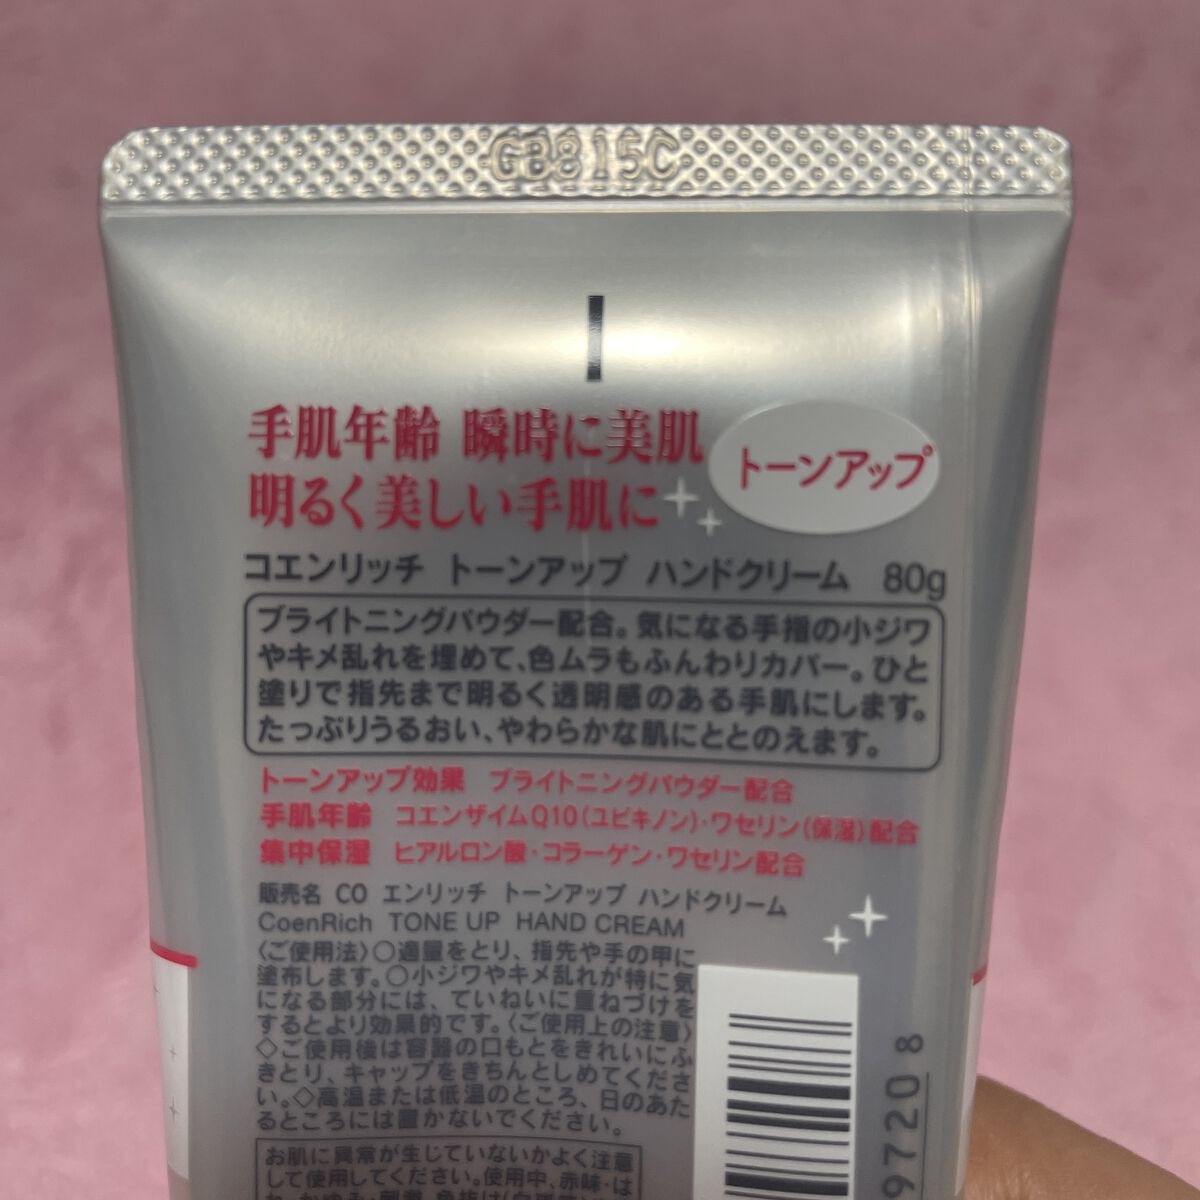 GB815C
手肌年齢 瞬時に美肌
明るく美しい手肌に
トーンアップ
コエンリッチ トーンアップ ハンドクリーム 80g
ブライトニングパウダー配合。気になる手指の小ジワ
やキメ乱れを埋めて、色ムラもふんわりカバー。ひと
塗りで指先まで明るく透明感のある手肌にします。
たっぷりうるおい、やわらかな肌にととのえます。
トーンアップ効果 ブライトニングパウダー配合
手肌年齢 コエンザイムQ10(ユビキノン)・ワセリン(保湿)配合
集中保湿 ヒアルロン酸・コラーゲン・ワセリン配合
販売名 CO エンリッチ トーンアップ ハンドクリーム
CoenRich TONE UP HAND CREAM
〈ご使用法〉○適量をとり、指先や手の甲に
塗布します。○小ジワやキメ乱れが特に気
になる部分には、ていねいに重ねづけを
するとより効果的です。〈ご使用上の注意〉
◇ご使用後は容器の口もとをきれいにふ
きとり、キャップをきちんとしめてくださ
い。◇高温または低温のところ、日のあた
るところには置かないでください。
お肌に異常が生じていないかよく注意
して使用してください。使用中、赤味・は
97208